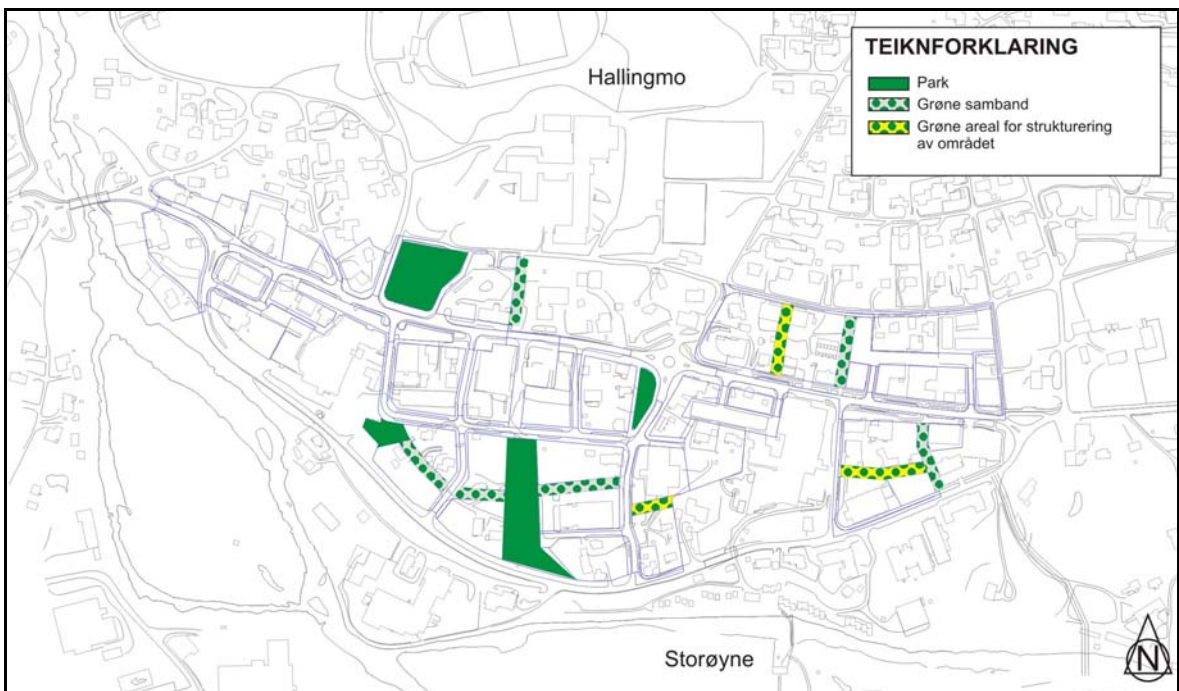 Hallingmo
TEIKNFORKLARING
Park
Grøne samband
Grøne areal for strukturering
av området
Storøyne
N